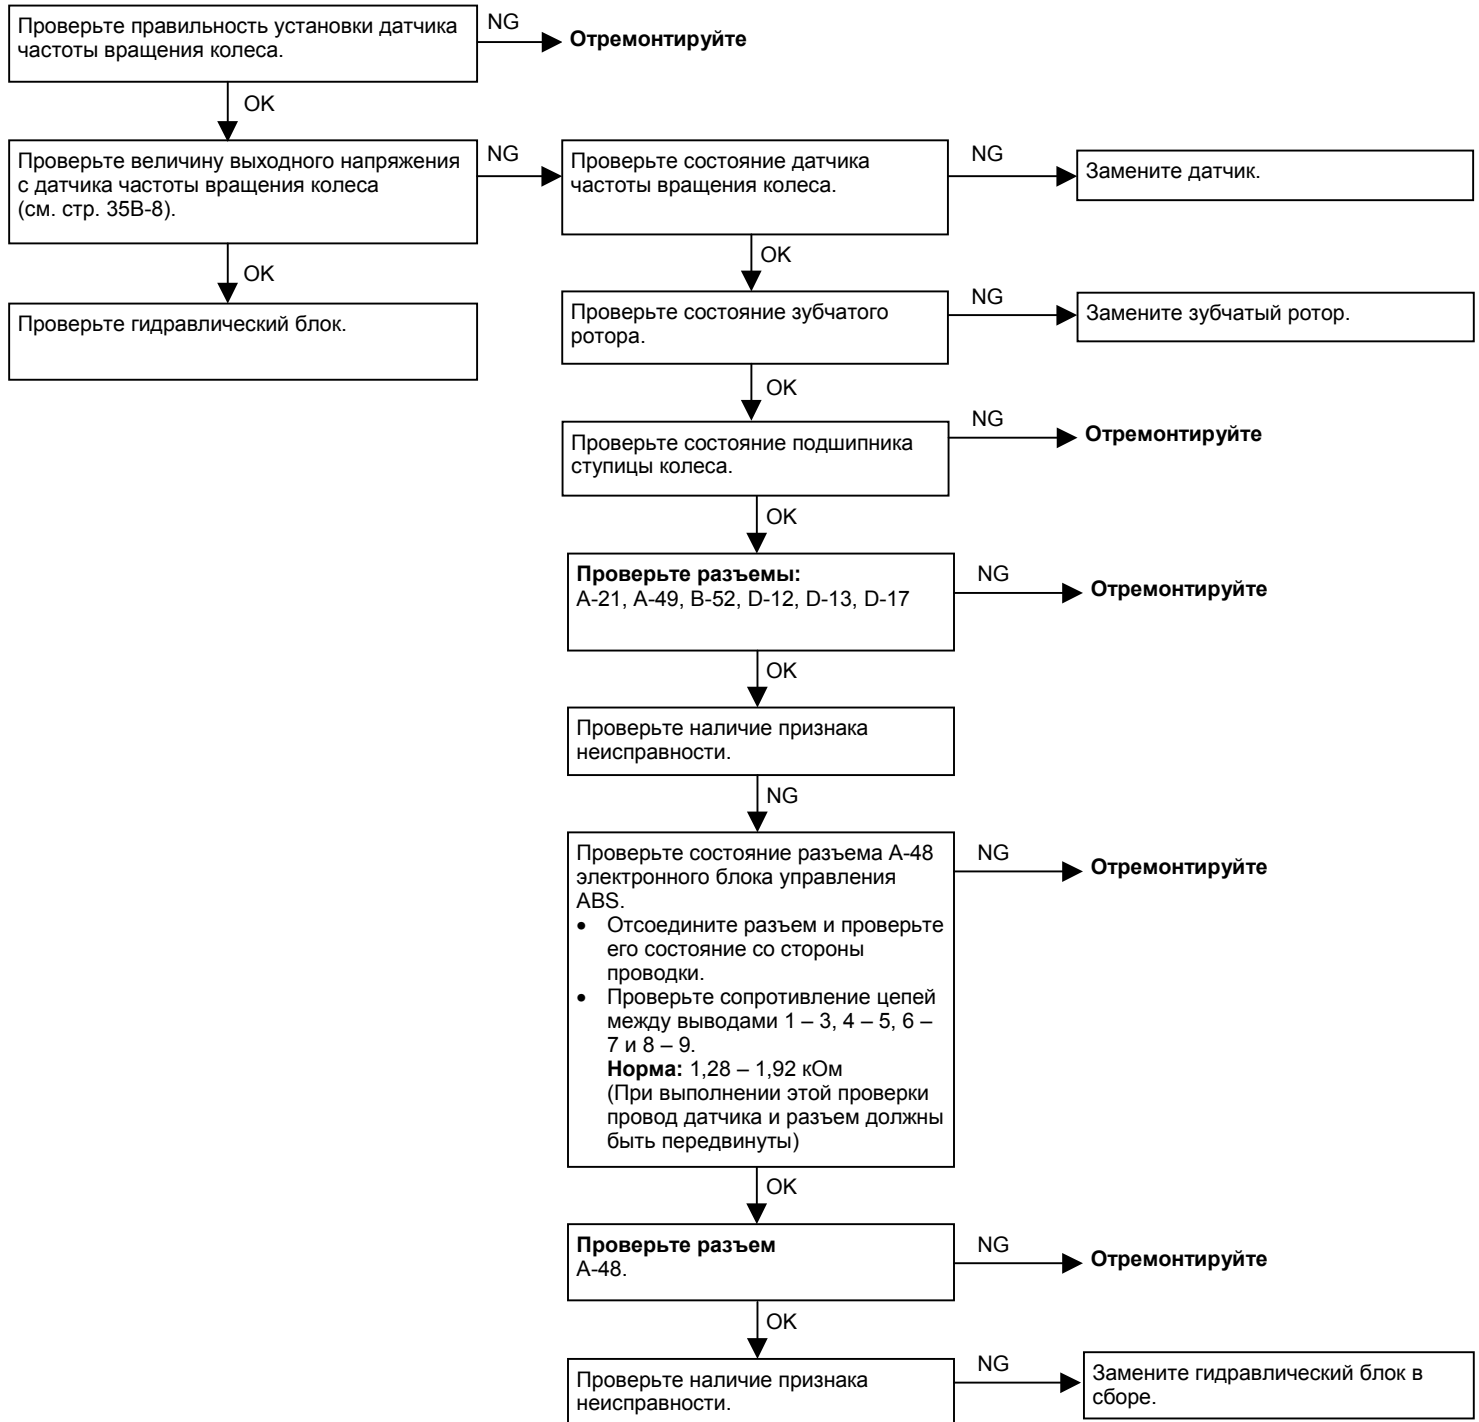 Проверьте правильность установки датчика
частоты вращения колеса.
NG
Отремонтируйте
OK
Проверьте величину выходного напряжения
с датчика частоты вращения колеса
(см. стр. 35B-8).
NG
Проверьте состояние датчика
частоты вращения колеса.
NG
Замените датчик.
OK
OK
Проверьте гидравлический блок.
Проверьте состояние зубчатого
ротора.
NG
Замените зубчатый ротор.
OK
Проверьте состояние подшипника
ступицы колеса.
NG
Отремонтируйте
OK
Проверьте разъемы:
A-21, A-49, B-52, D-12, D-13, D-17
NG
Отремонтируйте
OK
Проверьте наличие признака
неисправности.
NG
Проверьте состояние разъема A-48
электронного блока управления
ABS.
• Отсоедините разъем и проверьте
его состояние со стороны
проводки.
• Проверьте сопротивление цепей
между выводами 1 – 3, 4 – 5, 6 –
7 и 8 – 9.
Норма: 1,28 – 1,92 кОм
(При выполнении этой проверки
провод датчика и разъем должны
быть передвинуты)
NG
Отремонтируйте
OK
Проверьте разъем
A-48.
NG
Отремонтируйте
OK
Проверьте наличие признака
неисправности.
NG
Замените гидравлический блок в
сборе.